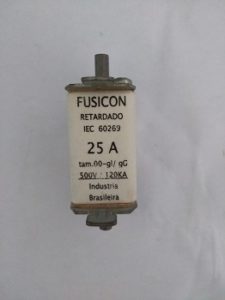 FUSICON
RETARDADO
IEC 60269
25 A
tam.00-gl/ gG
500V : 120KA
Industria
Brasileira